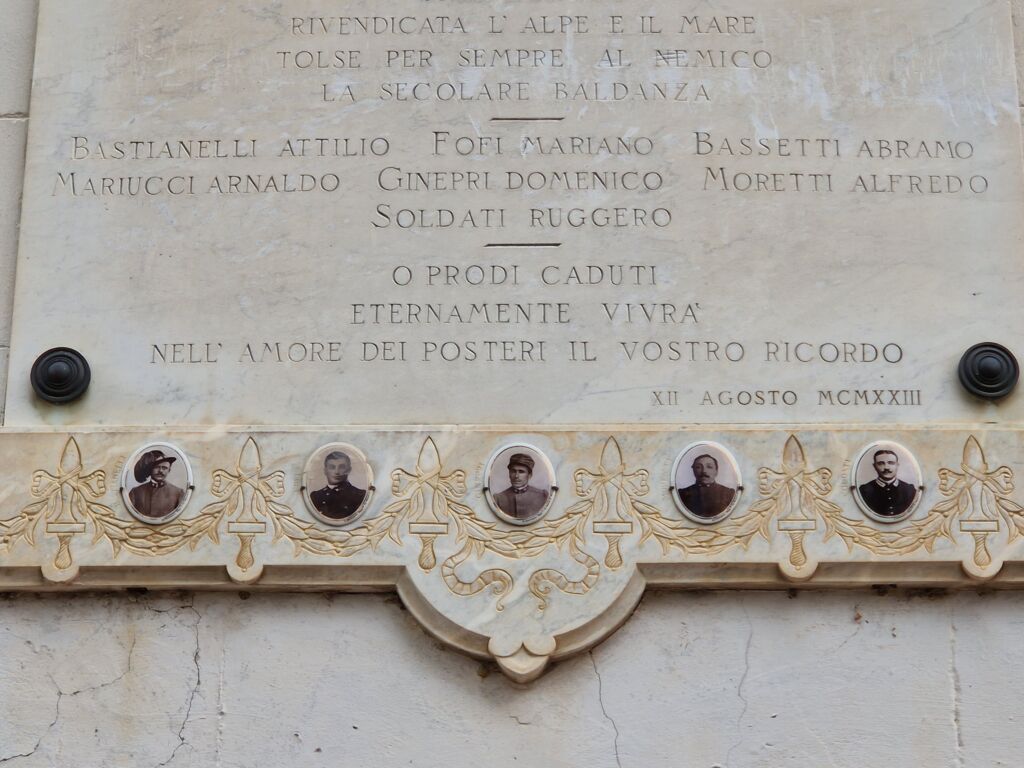 RIVENDICATA L' ALPE E IL MARE
TOLSE PER SEMPRE AL NEMICO
LA SECOLARE BALDANZA
BASTIANELLI ATTILIO FOFI MARIANO BASSETTI ABRAMO
MARIUCCI ARNALDO GINEPRI DOMENICO MORETTI ALFREDO
SOLDATI RUGGERO
O PRODI CADUTI
ETERNAMENTE VIVRA'
NELL' AMORE DEI POSTERI IL VOSTRO RICORDO
XII AGOSTO MCMXXIII